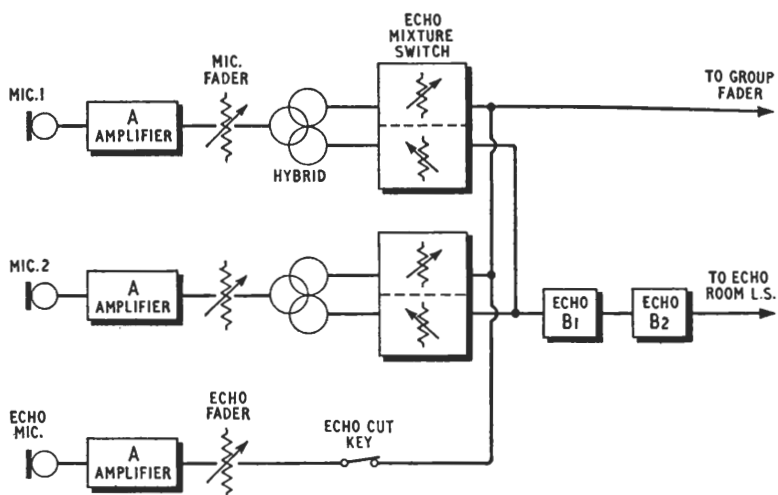 ECHO
MIXTURE
SWITCH
MIC.
FADER
MIC.1
A
AMPLIFIER
HYBRID
TO GROUP
FADER
MIC.2
A
AMPLIFIER
TO ECHO
ROOM L.S.
ECHO
B1
ECHO
B2
ECHO
MIC.
A
AMPLIFIER
ECHO
FADER
ECHO CUT
KEY